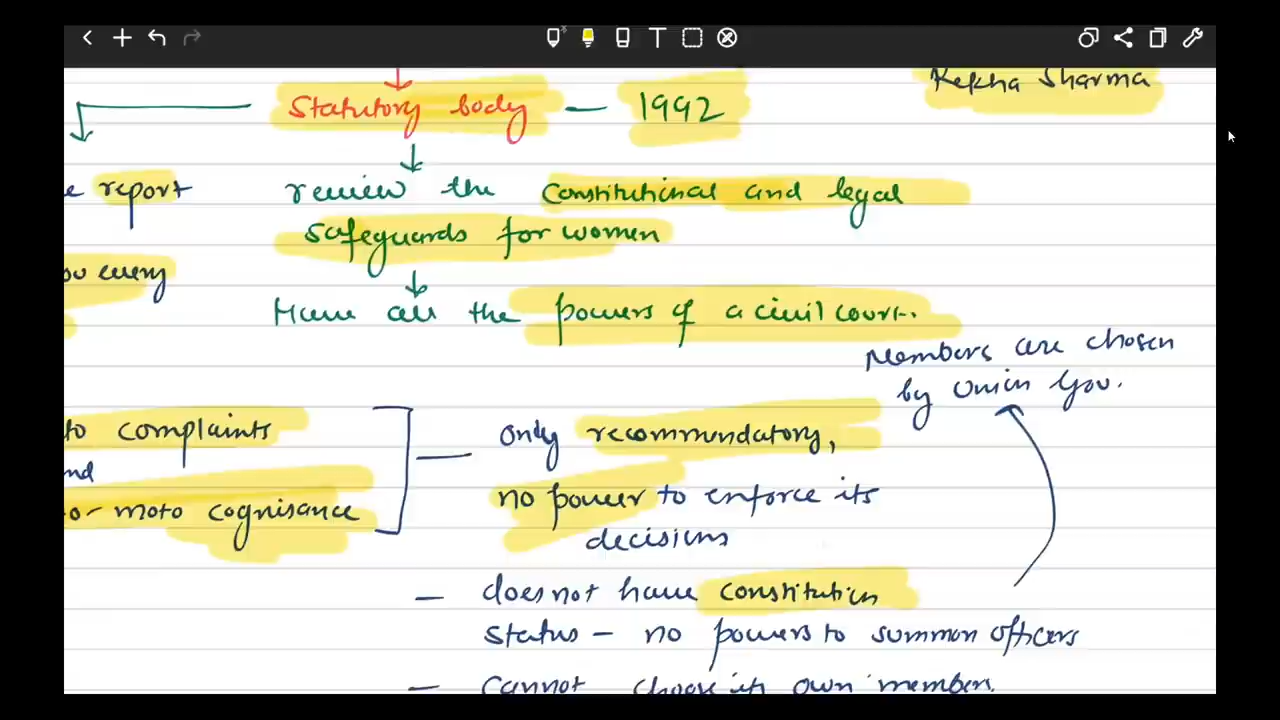 Rekha Sharma
Statutory body — 1992
report
review the Constitutional and legal
safeguards for women
every
Have all the powers of a civil court.
Members are chosen
by Union Gov.
to complaints
only recommendatory,
moto cognisance
no power to enforce its
decisions
— does not have constitution
status — no powers to summon officers
— cannot choose its own members.